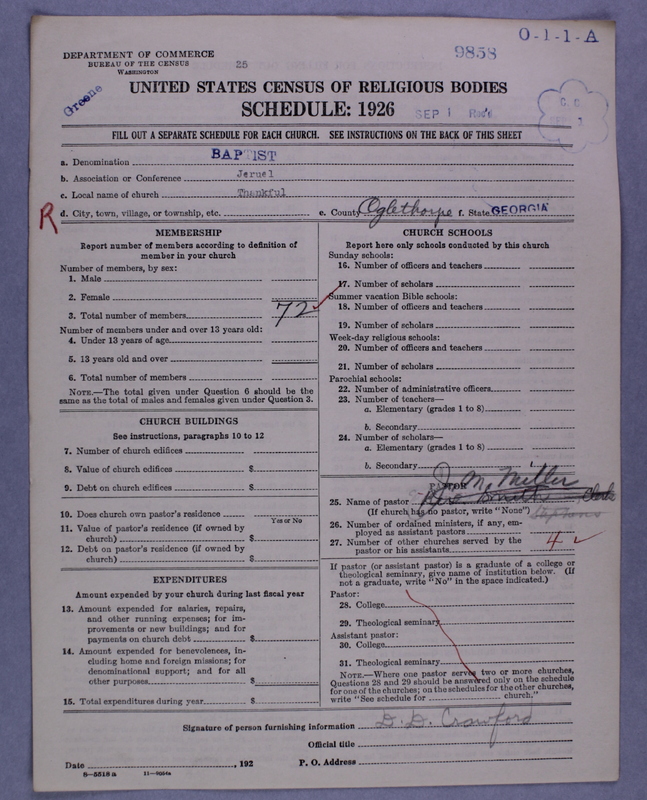 O-1-1-A
9858
DEPARTMENT OF COMMERCE
BUREAU OF THE CENSUS
WASHINGTON
25
Greene
UNITED STATES CENSUS OF RELIGIOUS BODIES
SCHEDULE: 1926
SEP 1
FILL OUT A SEPARATE SCHEDULE FOR EACH CHURCH. SEE INSTRUCTIONS ON THE BACK OF THIS SHEET
a. Denomination BAPTIST
b. Association or Conference Jeruel
c. Local name of church Thankful
R d. City, town, village, or township, etc. e. County Oglethorpe f. State GEORGIA
MEMBERSHIP
Report number of members according to definition of
member in your church
Number of members, by sex:
1. Male
2. Female
3. Total number of members 72
Number of members under and over 13 years old:
4. Under 13 years of age
5. 13 years old and over
6. Total number of members
NOTE.—The total given under Question 6 should be the
same as the total of males and females given under Question 3.
CHURCH BUILDINGS
See instructions, paragraphs 10 to 12
7. Number of church edifices
8. Value of church edifices $
9. Debt on church edifices $
10. Does church own pastor's residence?
Yes or No
11. Value of pastor's residence (if owned by
church) $
12. Debt on pastor's residence (if owned by
church) $
EXPENDITURES
Amount expended by your church during last fiscal year
13. Amount expended for salaries, repairs,
and other running expenses; for im-
provements or new buildings; and for
payments on church debt $
14. Amount expended for benevolences, in-
cluding home and foreign missions; for
denominational support; and for all
other purposes $
15. Total expenditures during year $
CHURCH SCHOOLS
Report here only schools conducted by this church
Sunday schools:
16. Number of officers and teachers
17. Number of scholars
Summer vacation Bible schools:
18. Number of officers and teachers
19. Number of scholars
Week-day religious schools:
20. Number of officers and teachers
21. Number of scholars
Parochial schools:
22. Number of administrative officers
23. Number of teachers—
a. Elementary (grades 1 to 8)
b. Secondary
24. Number of scholars—
a. Elementary (grades 1 to 8)
b. Secondary
PASTOR
J. M. Miller
25. Name of pastor Rev. Smith Clark
(If church has no pastor, write "None") Stephens
26. Number of ordained ministers, if any, em-
ployed as assistant pastors
27. Number of other churches served by the
pastor or his assistants 4
If pastor (or assistant pastor) is a graduate of a college or
theological seminary, give name of institution below. (If
not a graduate, write "No" in the space indicated.)
Pastor:
28. College
29. Theological seminary
Assistant pastor:
30. College
31. Theological seminary
NOTE.—Where one pastor serves two or more churches,
Questions 28 and 29 should be answered only on the schedule
for one of the churches; on the schedules for the other churches,
write "See schedule for church."
Signature of person furnishing information D. D. Crawford
Official title
Date , 192 P. O. Address
8-5518 a